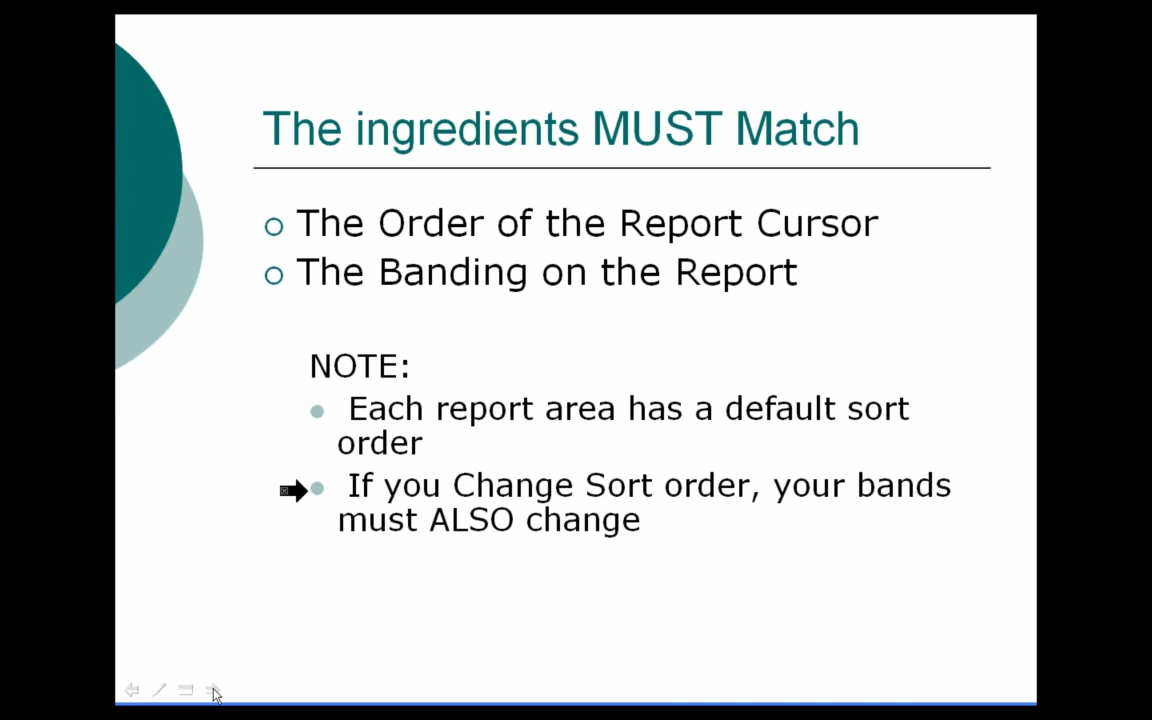 The ingredients MUST Match
The Order of the Report Cursor
The Banding on the Report
NOTE:
Each report area has a default sort
order
If you Change Sort order, your bands
must ALSO change